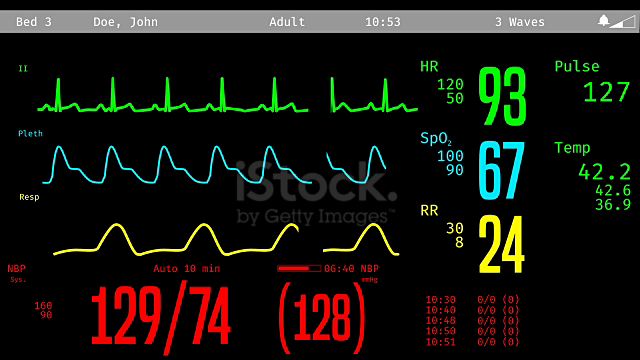 Bed 3 Doe, John Adult 10:53 3 Waves
II
HR 120 50 93
Pulse 127
Pleth
SpO2 100 90 67
Temp 42.2 42.6 36.9
Resp
RR 30 8 24
iStock.
by Getty Images™
NBP Sys. Auto 10 min 06:40 NBP mmHg
160 90 129/74 (128)
10:30 0/0 (0)
10:40 0/0 (0)
10:48 0/0 (0)
10:50 0/0 (0)
10:51 0/0 (0)